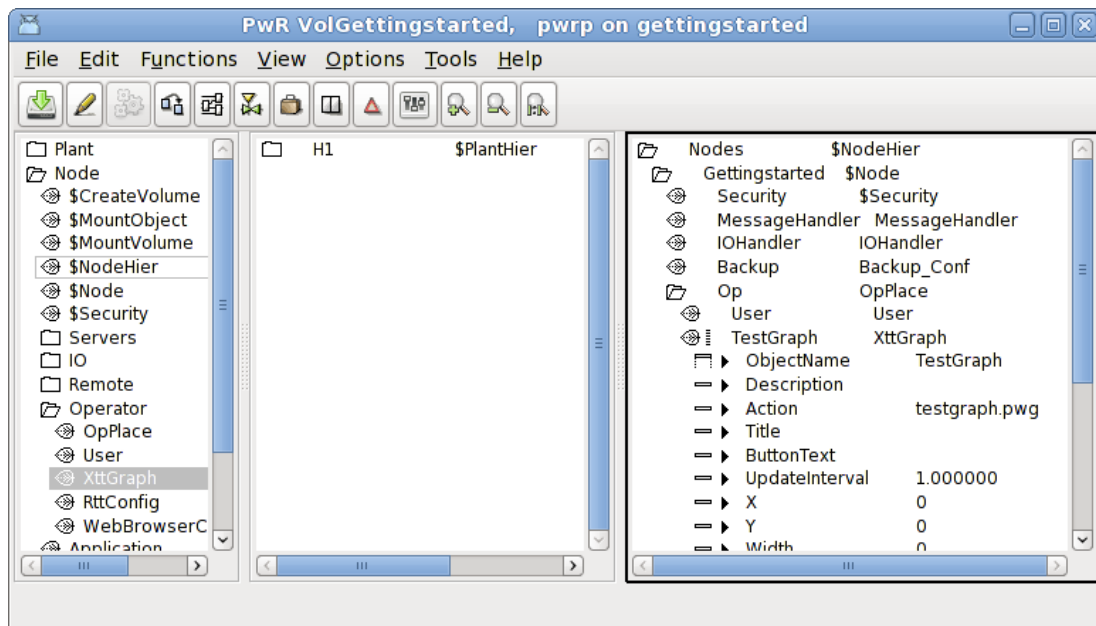 PwR VolGettingstarted, pwrp on gettingstarted
File Edit Functions View Options Tools Help
Plant
Node
$CreateVolume
$MountObject
$MountVolume
$NodeHier
$Node
$Security
Servers
IO
Remote
Operator
OpPlace
User
XttGraph
RttConfig
WebBrowserC
Application
H1 $PlantHier
Nodes $NodeHier
Gettingstarted $Node
Security $Security
MessageHandler MessageHandler
IOHandler IOHandler
Backup Backup_Conf
Op OpPlace
User User
TestGraph XttGraph
ObjectName TestGraph
Description
Action testgraph.pwg
Title
ButtonText
UpdateInterval 1.000000
X 0
Y 0
Width 0